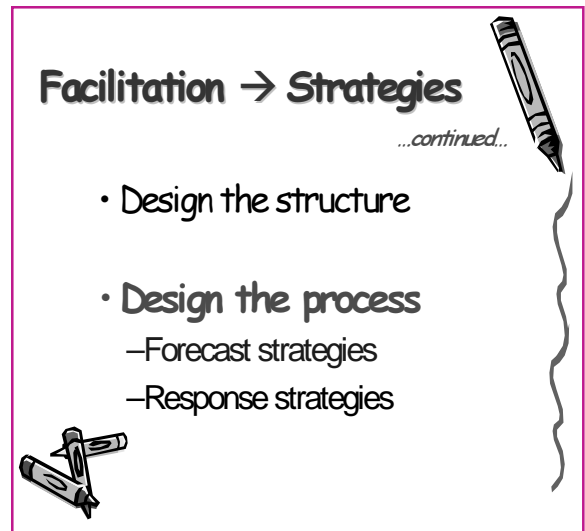 Facilitation → Strategies
...continued...
• Design the structure
• Design the process
–Forecast strategies
–Response strategies